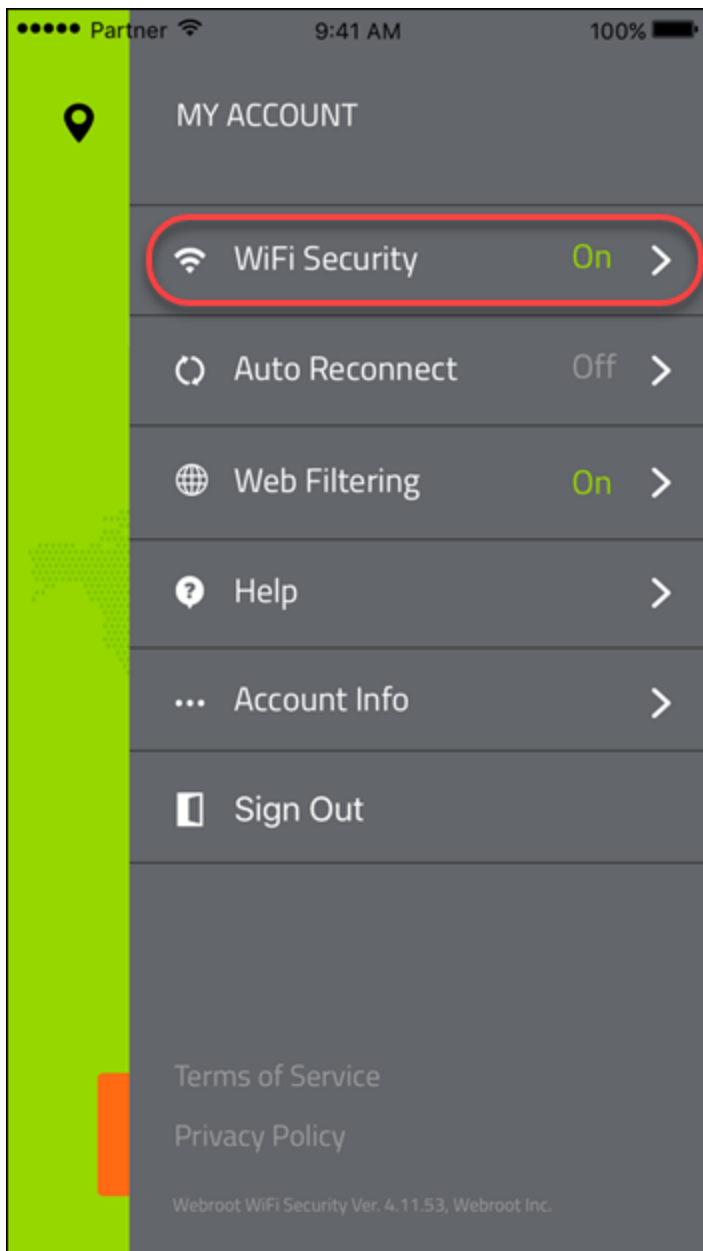 ●●●●● Partner 9:41 AM 100%
MY ACCOUNT
WiFi Security On
Auto Reconnect Off
Web Filtering On
? Help
Account Info
Sign Out
Terms of Service
Privacy Policy
Webroot WiFi Security Ver. 4.11.53, Webroot Inc.